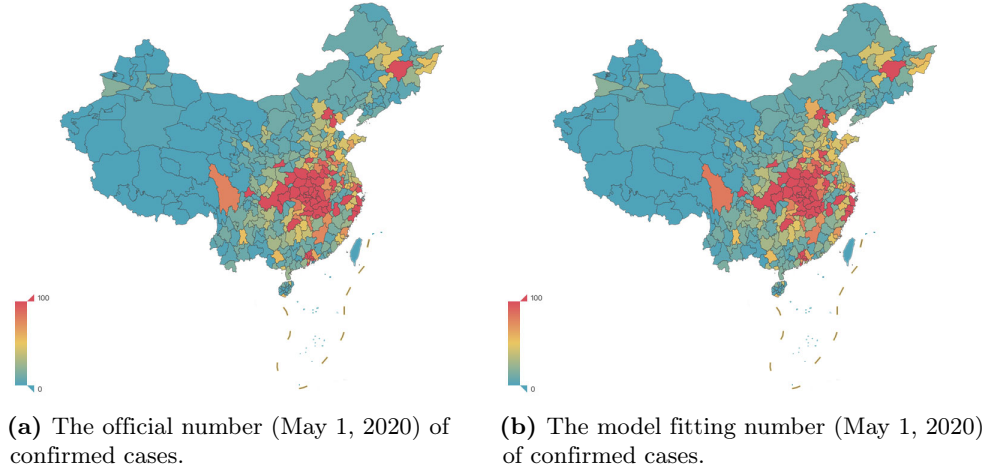 100
0
100
0
(a) The official number (May 1, 2020) of
confirmed cases.
(b) The model fitting number (May 1, 2020)
of confirmed cases.